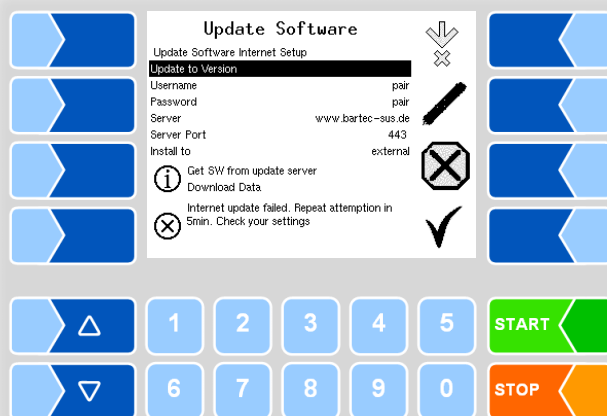 Update Software
Update Software Internet Setup
Update to Version
Username pair
Password pair
Server www.bartec-sus.de
Server Port 443
Install to external
Get SW from update server
Download Data
Internet update failed. Repeat attemption in
5min. Check your settings
1 2 3 4 5 START
6 7 8 9 0 STOP